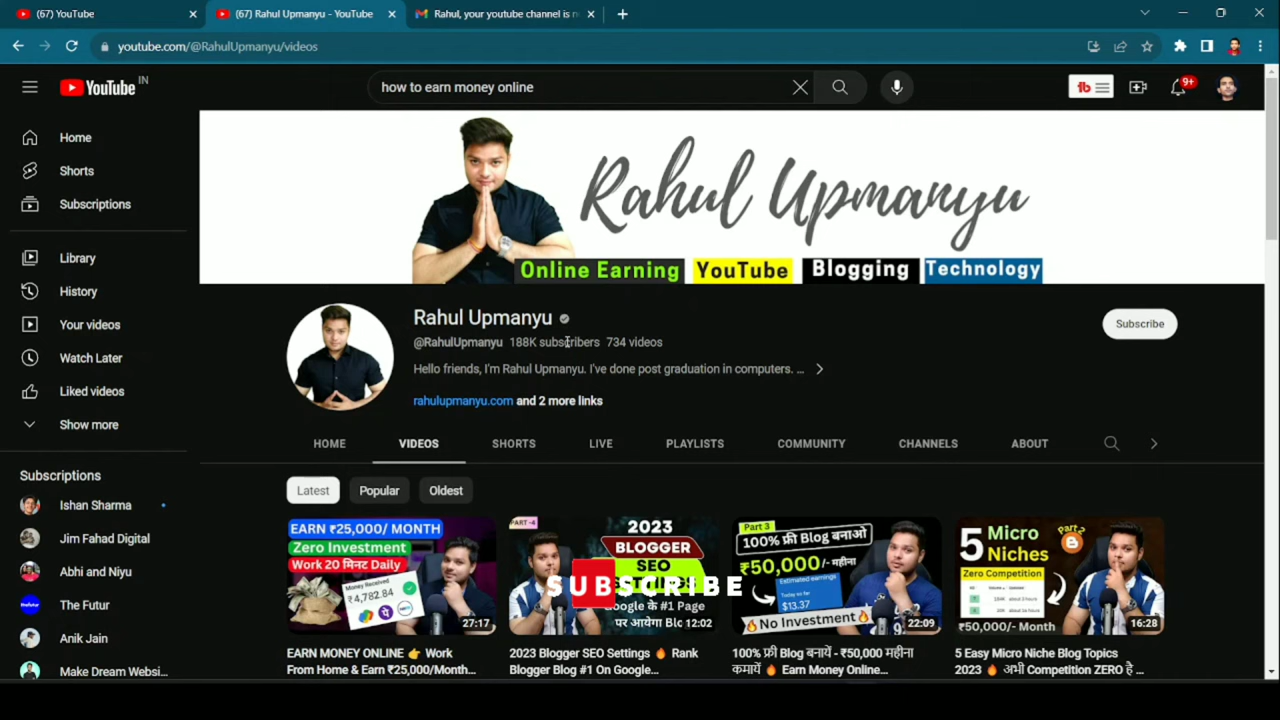 (67) YouTube
(67) Rahul Upmanyu - YouTube
Rahul, your youtube channel is n
youtube.com/@RahulUpmanyu/videos
YouTube IN
how to earn money online
tb
9+
Home
Shorts
Subscriptions
Library
History
Your videos
Watch Later
Liked videos
Show more
Subscriptions
Ishan Sharma
Jim Fahad Digital
Abhi and Niyu
The Futur
Anik Jain
Make Dream Websi...
Rahul Upmanyu
Online Earning YouTube Blogging Technology
Rahul Upmanyu
@RahulUpmanyu 188K subscribers 734 videos
Hello friends, I'm Rahul Upmanyu. I've done post graduation in computers. ...
rahulupmanyu.com and 2 more links
Subscribe
HOME VIDEOS SHORTS LIVE PLAYLISTS COMMUNITY CHANNELS ABOUT
Latest Popular Oldest
EARN ₹25,000/ MONTH
Zero Investment
Work 20 मिनट Daily
Money Received
₹4,782.84
27:17
EARN MONEY ONLINE 👉 Work
From Home & Earn ₹25,000/Month...
PART-4
2023
BLOGGER
SEO
SUBSCRIBE
Google के #1 Page
पर आयेगा Blo
12:02
2023 Blogger SEO Settings 🔥 Rank
Blogger Blog #1 On Google...
Part 3
100% फ्री Blog बनाओ
₹50,000/-महीना
Estimated earnings
$13.37
No Investment
22:09
100% फ्री Blog बनायें - ₹50,000 महीना
कमायें 🔥 Earn Money Online...
5 Micro
Niches
Part 2
Zero Competition
₹50,000/- Month
16:28
5 Easy Micro Niche Blog Topics
2023 🔥 अभी Competition ZERO है ...